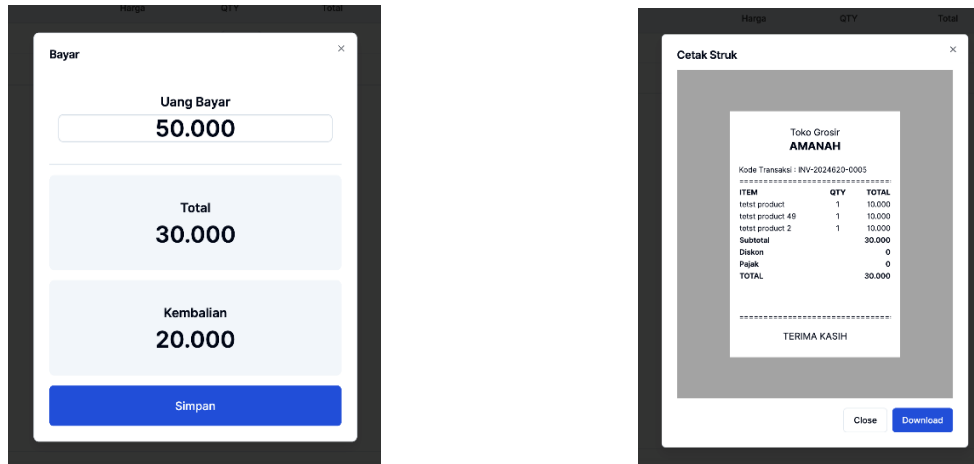 Harga QTY Total
Bayar ×
Uang Bayar
50.000
Total
30.000
Kembalian
20.000
Simpan
Harga QTY Total
Cetak Struk ×
Toko Grosir
AMANAH
Kode Transaksi : INV-2024620-0005
================================
ITEM QTY TOTAL
tetst product 1 10.000
tetst product 49 1 10.000
tetst product 2 1 10.000
Subtotal 30.000
Diskon 0
Pajak 0
TOTAL 30.000
================================
TERIMA KASIH
Close Download